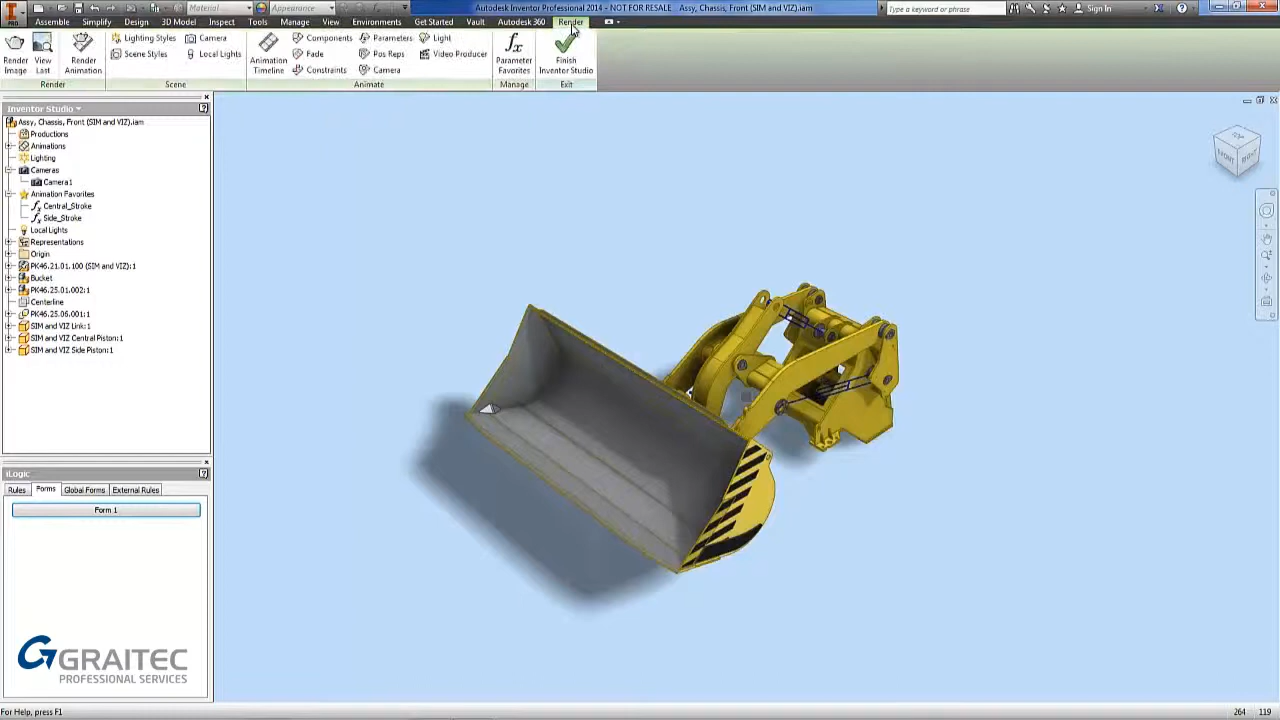 Material
Appearance
Autodesk Inventor Professional 2014 - NOT FOR RESALE
Assy, Chassis, Front (SIM and VIZ).iam
Type a keyword or phrase
Sign In
PRO
Assemble
Simplify
Design
3D Model
Inspect
Tools
Manage
View
Environments
Get Started
Vault
Autodesk 360
Render
Render Image
View Last
Render Animation
Lighting Styles
Camera
Scene Styles
Local Lights
Animation Timeline
Components
Fade
Constraints
Parameters
Pos Reps
Camera
Light
Video Producer
Parameter Favorites
Finish Inventor Studio
Render
Scene
Animate
Manage
Exit
Inventor Studio
Assy, Chassis, Front (SIM and VIZ).iam
Productions
Animations
Lighting
Cameras
Camera1
Animation Favorites
Central_Stroke
Side_Stroke
Local Lights
Representations
Origin
PK46.21.01.100 (SIM and VIZ):1
Bucket
PK46.25.01.002:1
Centerline
PK46.25.06.001:1
SIM and VIZ Link:1
SIM and VIZ Central Piston:1
SIM and VIZ Side Piston:1
TOP
FRONT
RIGHT
iLogic
Rules
Forms
Global Forms
External Rules
Form 1
GRAITEC
PROFESSIONAL SERVICES
For Help, press F1
264
119